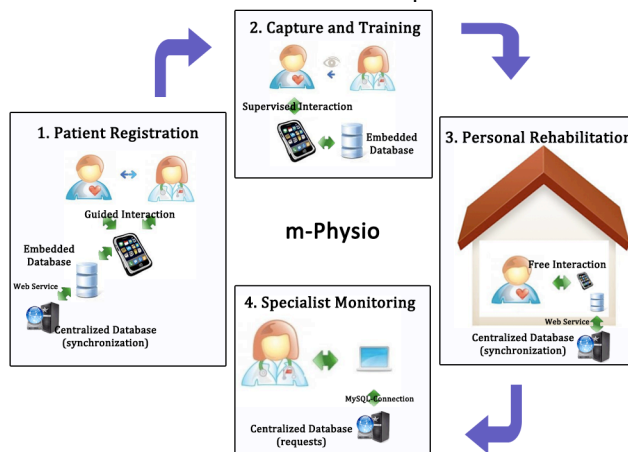 2. Capture and Training
Supervised Interaction
Embedded
Database
1. Patient Registration
Guided Interaction
Embedded
Database
Web Service
Centralized Database
(synchronization)
m-Physio
3. Personal Rehabilitation
Free Interaction
Web Service
Centralized Database
(synchronization)
4. Specialist Monitoring
MySQL-Connection
Centralized Database
(requests)